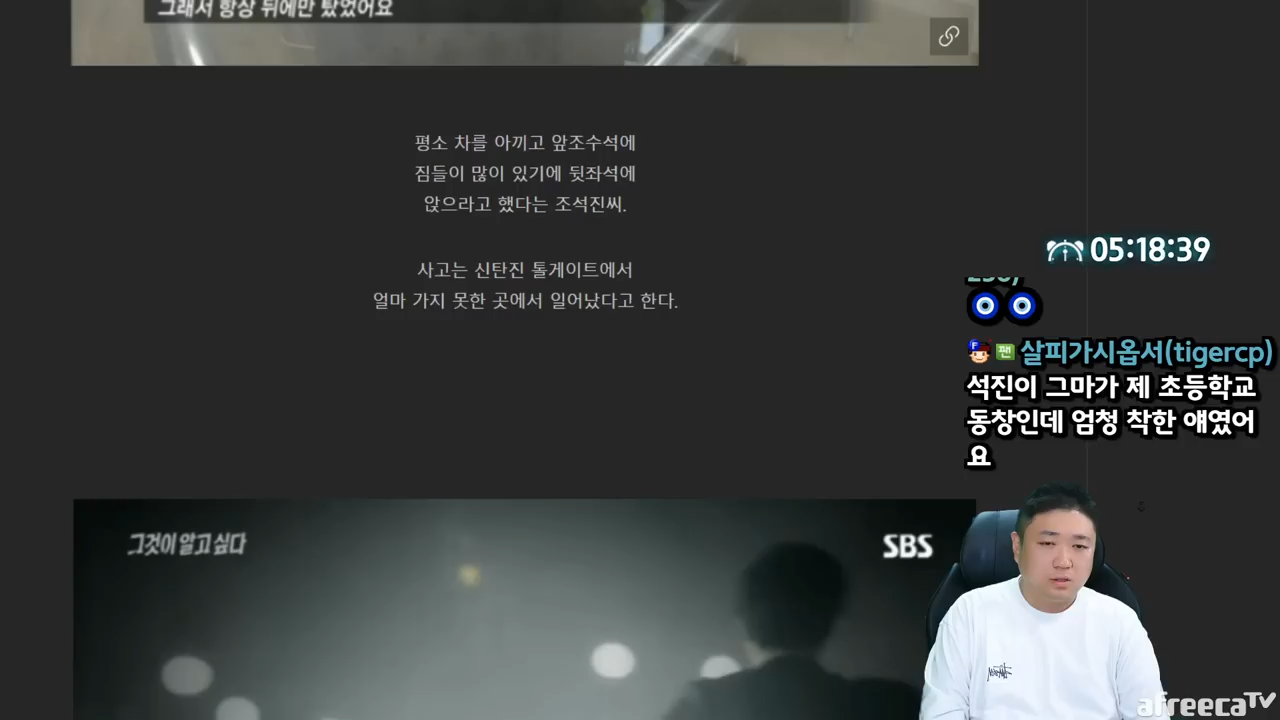 그래서 항상 뒤에만 탔었어요
평소 차를 아끼고 앞조수석에
짐들이 많이 있기에 뒷좌석에
앉으라고 했다는 조석진씨.
사고는 신탄진 톨게이트에서
얼마 가지 못한 곳에서 일어났다고 한다.
05:18:39
팬 살피가시옵서(tigercp)
석진이 그마가 제 초등학교
동창인데 엄청 착한 얘였어
요
그것이 알고싶다
SBS
afreecaTV